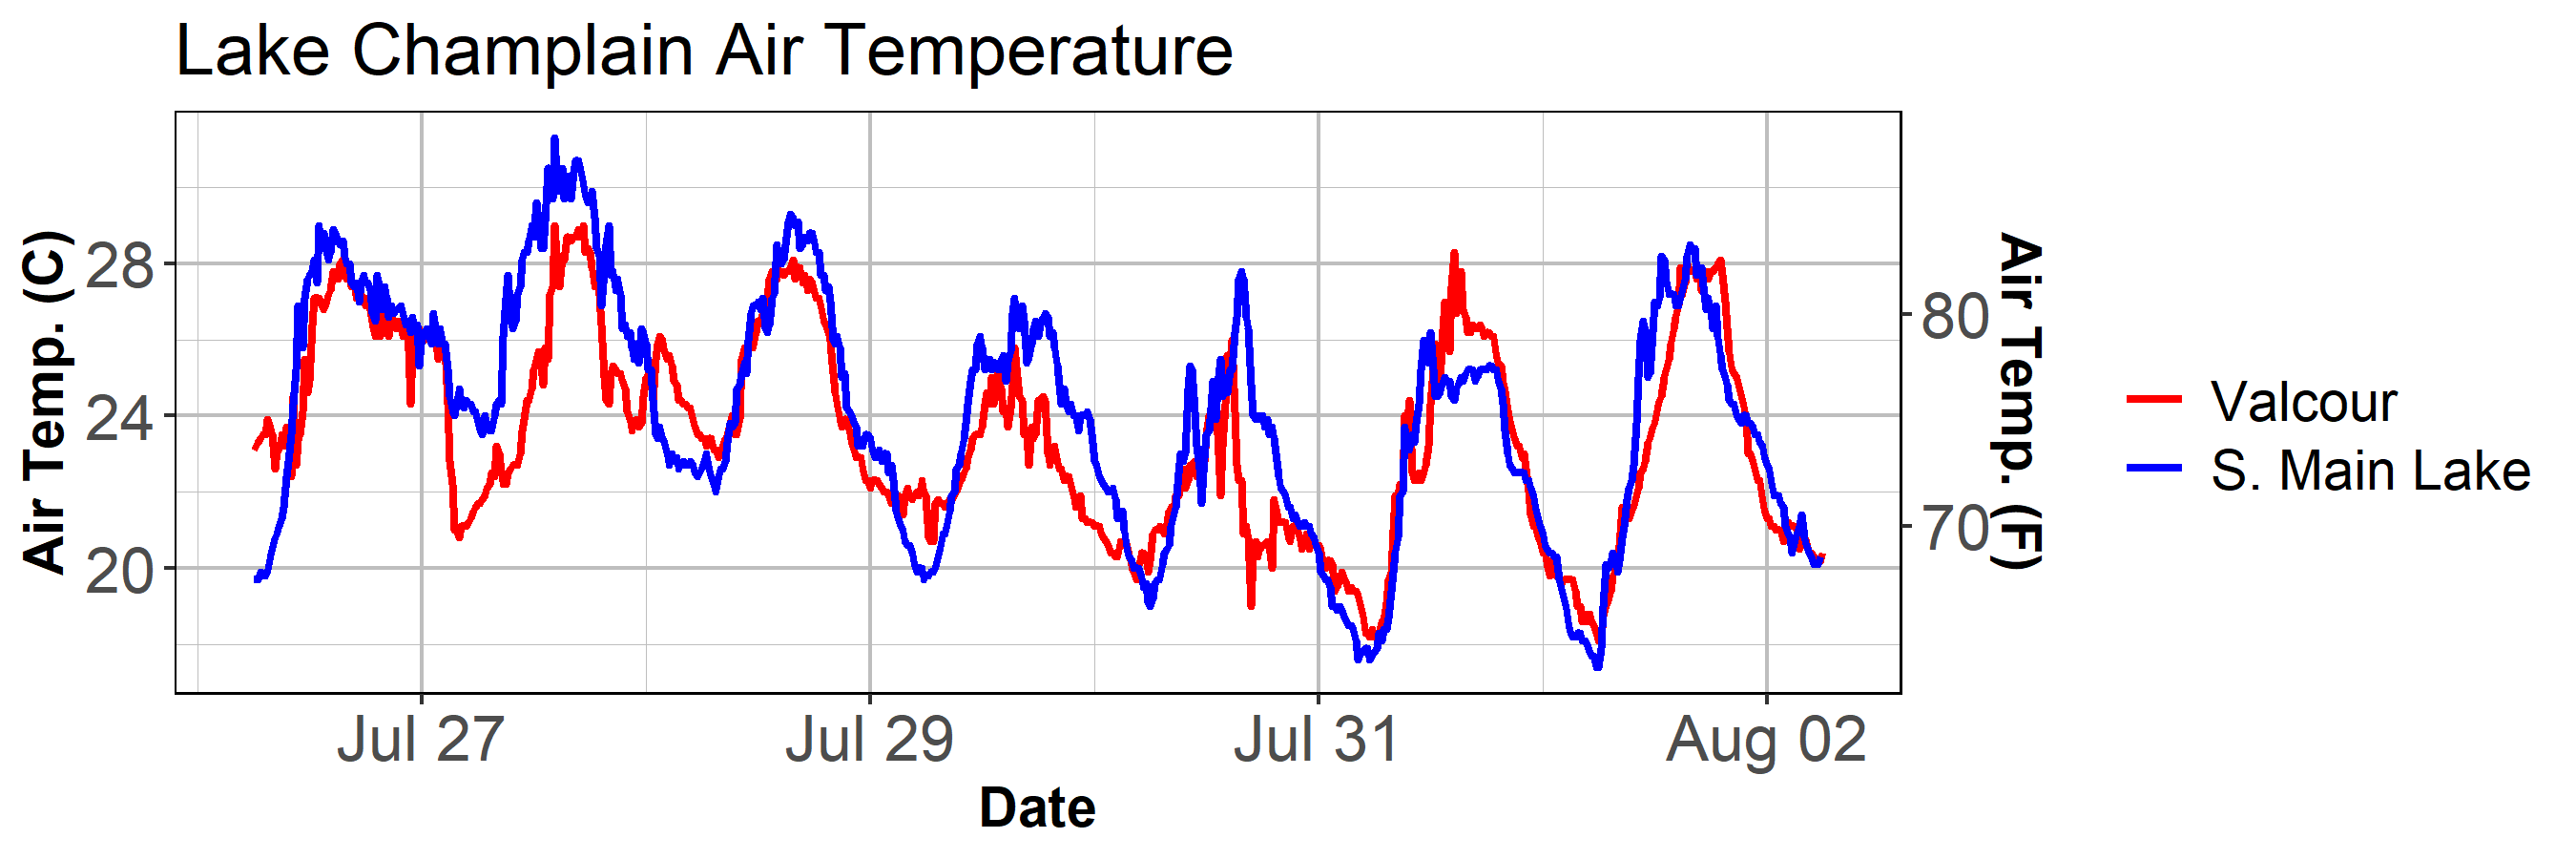 Lake Champlain Air Temperature
Air Temp. (C)
28
24
20
80
70
Air Temp. (F)
Valcour
S. Main Lake
Jul 27
Jul 29
Jul 31
Aug 02
Date